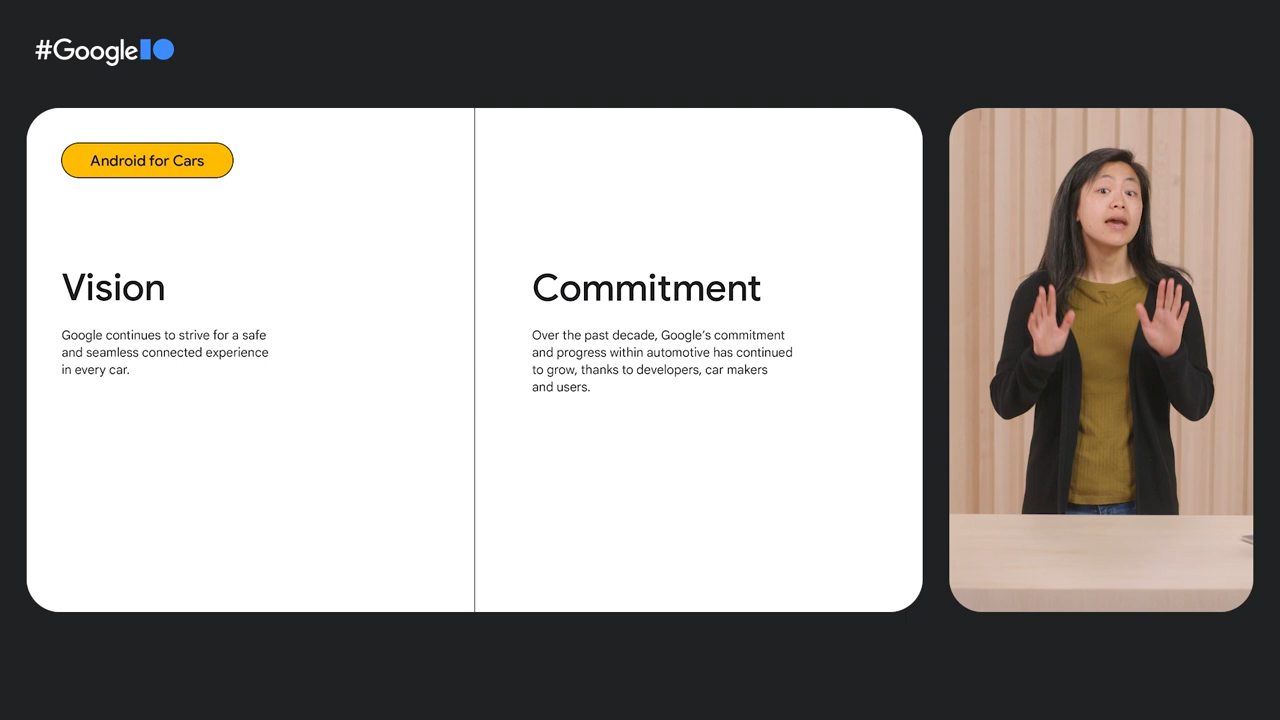 #GoogleIO
Android for Cars
Vision
Google continues to strive for a safe
and seamless connected experience
in every car.
Commitment
Over the past decade, Google’s commitment
and progress within automotive has continued
to grow, thanks to developers, car makers
and users.